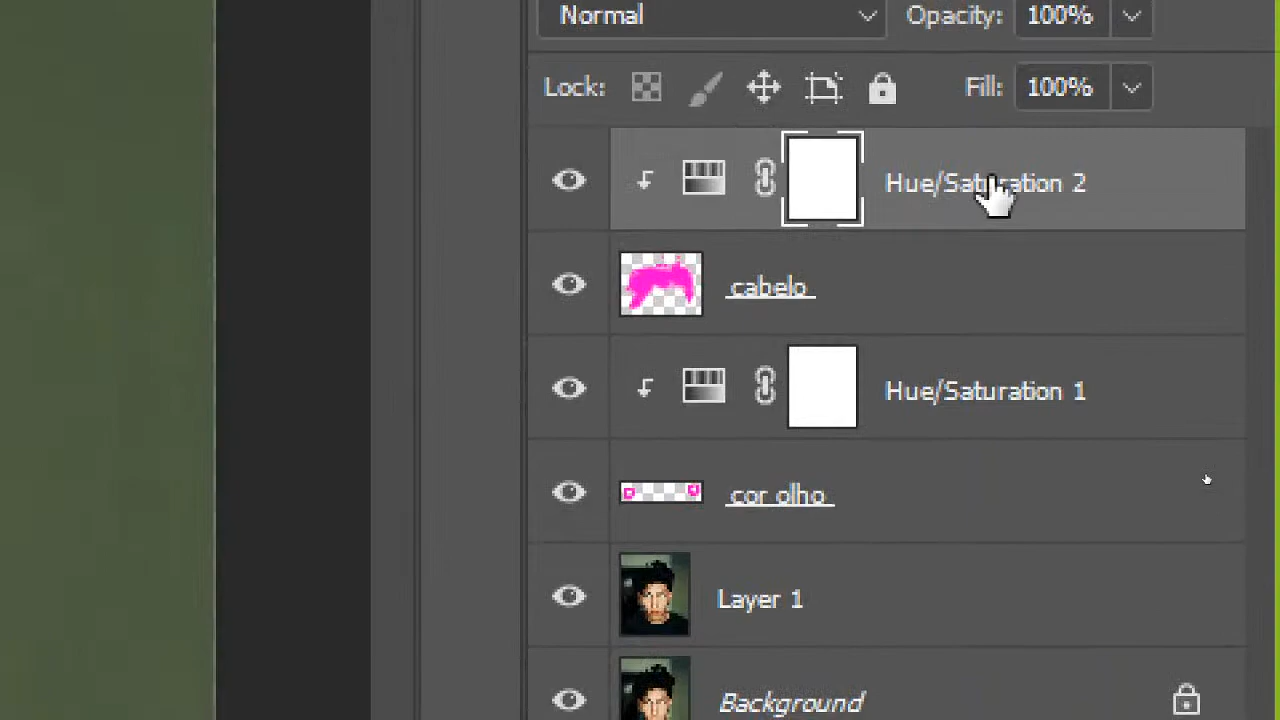 Normal Opacity: 100%
Lock: Fill: 100%
Hue/Saturation 2
cabelo
Hue/Saturation 1
cor olho
Layer 1
Background